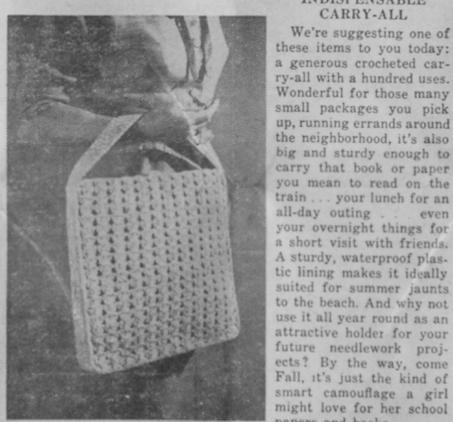 INDISPENSABLE
CARRY-ALL
We're suggesting one of
these items to you today:
a generous crocheted car-
ry-all with a hundred uses.
Wonderful for those many
small packages you pick
up, running errands around
the neighborhood, it's also
big and sturdy enough to
carry that book or paper
you mean to read on the
train ... your lunch for an
all-day outing . . . even
your overnight things for
a short visit with friends.
A sturdy, waterproof plas-
tic lining makes it ideally
suited for summer jaunts
to the beach. And why not
use it all year round as an
attractive holder for your
future needlework proj-
ects? By the way, come
Fall, it's just the kind of
smart camouflage a girl
might love for her school
papers and books